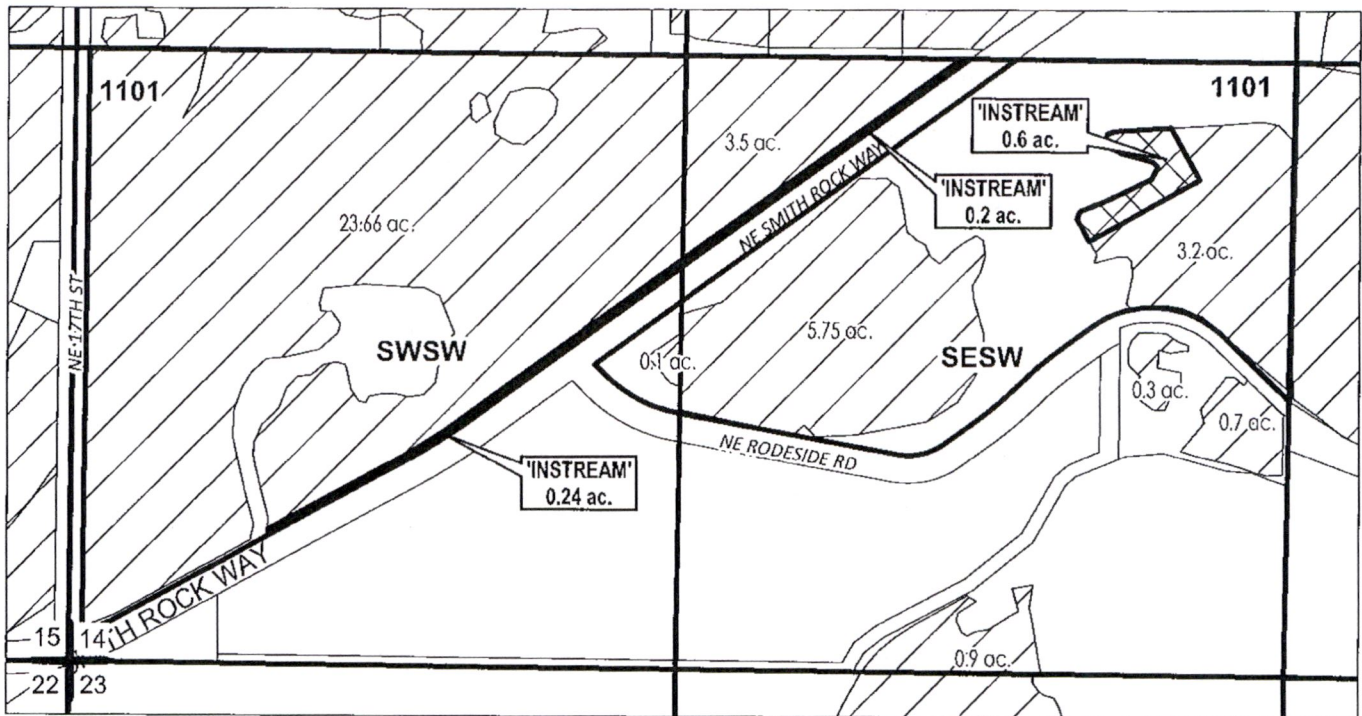 1101
1101
'INSTREAM'
0.6 ac.
3.5 ac.
NE SMITH ROCK WAY
'INSTREAM'
0.2 ac.
23.66 ac.
3.2 ac.
NE 17TH ST
5.75 ac.
SWSW
SESW
0.1 ac.
0.3 ac.
0.7 ac.
NE RODESIDE RD
'INSTREAM'
0.24 ac.
TH ROCK WAY
15 14
22 23
0.9 ac.